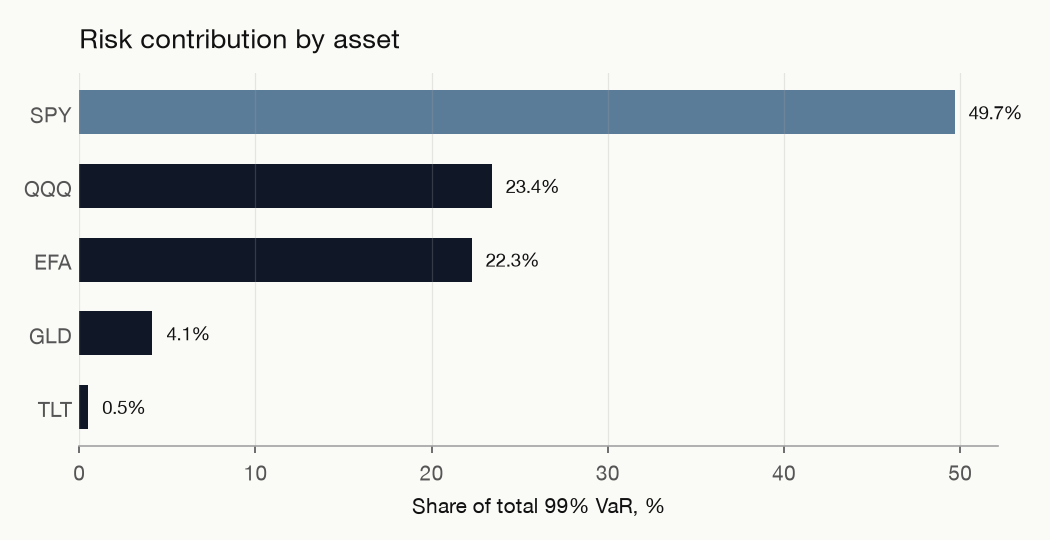 Risk contribution by asset
SPY 49.7%
QQQ 23.4%
EFA 22.3%
GLD 4.1%
TLT 0.5%
0 10 20 30 40 50
Share of total 99% VaR, %